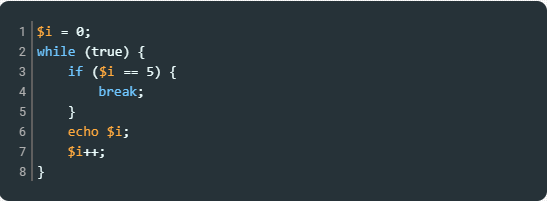 1 $i = 0;
2 while (true) {
3     if ($i == 5) {
4         break;
5     }
6     echo $i;
7     $i++;
8 }